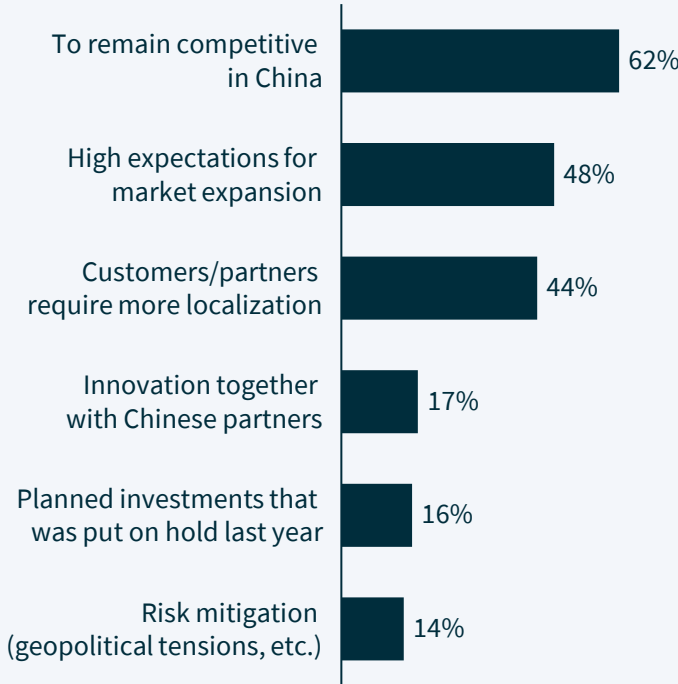 To remain competitive
in China
62%
High expectations for
market expansion
48%
Customers/partners
require more localization
44%
Innovation together
with Chinese partners
17%
Planned investments that
was put on hold last year
16%
Risk mitigation
(geopolitical tensions, etc.)
14%